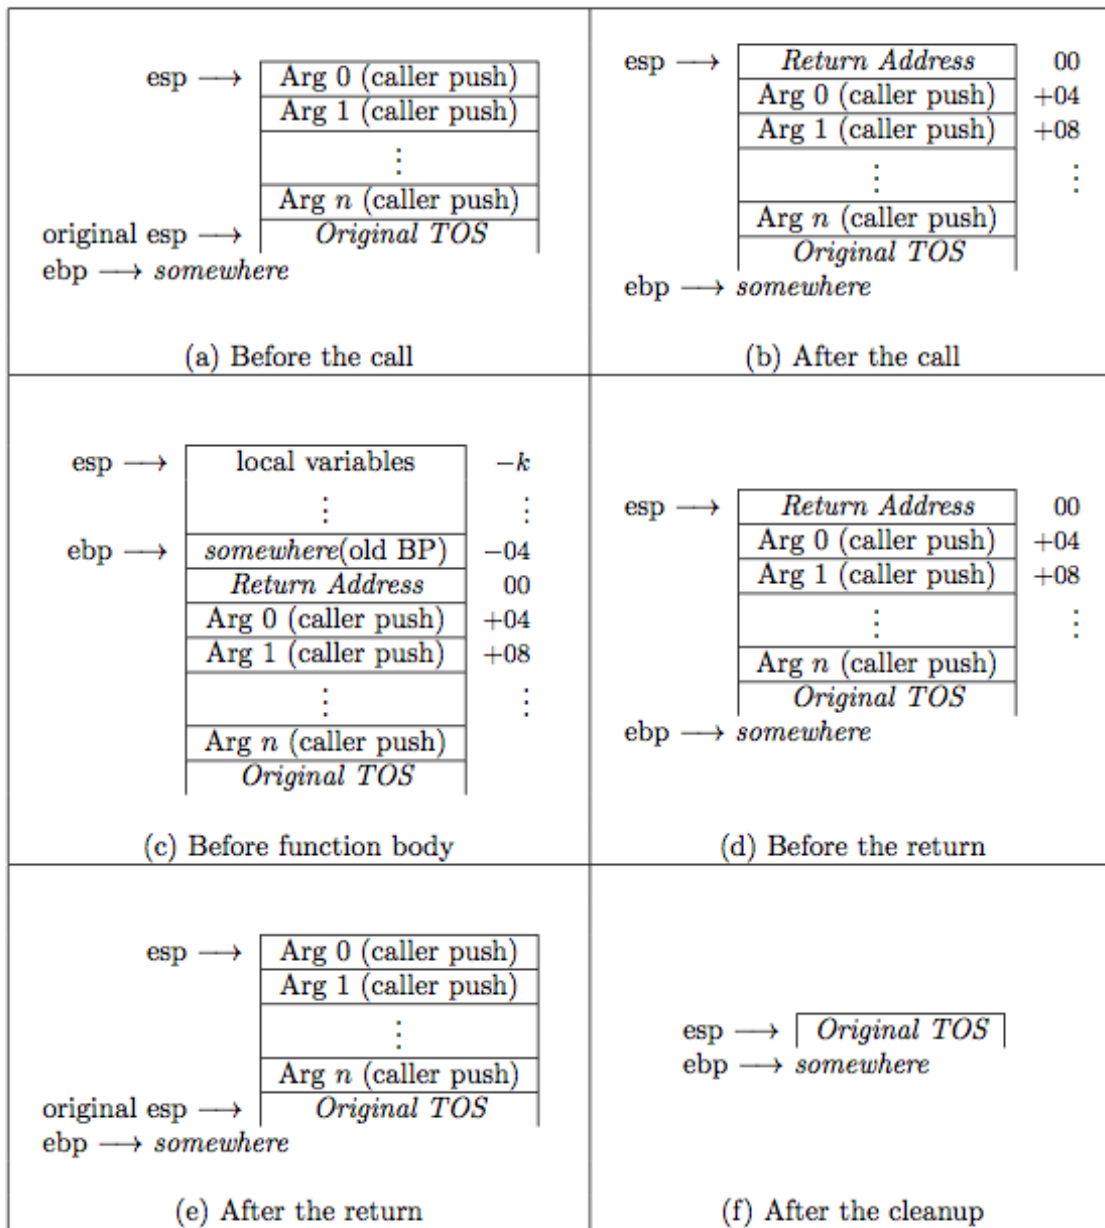 esp ⟶ Arg 0 (caller push)
Arg 1 (caller push)
⋮
Arg n (caller push)
original esp ⟶ Original TOS
ebp ⟶ somewhere
(a) Before the call
esp ⟶ Return Address 00
Arg 0 (caller push) +04
Arg 1 (caller push) +08
⋮ ⋮
Arg n (caller push)
Original TOS
ebp ⟶ somewhere
(b) After the call
esp ⟶ local variables −k
⋮ ⋮
ebp ⟶ somewhere(old BP) −04
Return Address 00
Arg 0 (caller push) +04
Arg 1 (caller push) +08
⋮ ⋮
Arg n (caller push)
Original TOS
(c) Before function body
esp ⟶ Return Address 00
Arg 0 (caller push) +04
Arg 1 (caller push) +08
⋮ ⋮
Arg n (caller push)
Original TOS
ebp ⟶ somewhere
(d) Before the return
esp ⟶ Arg 0 (caller push)
Arg 1 (caller push)
⋮
Arg n (caller push)
original esp ⟶ Original TOS
ebp ⟶ somewhere
(e) After the return
esp ⟶ Original TOS
ebp ⟶ somewhere
(f) After the cleanup